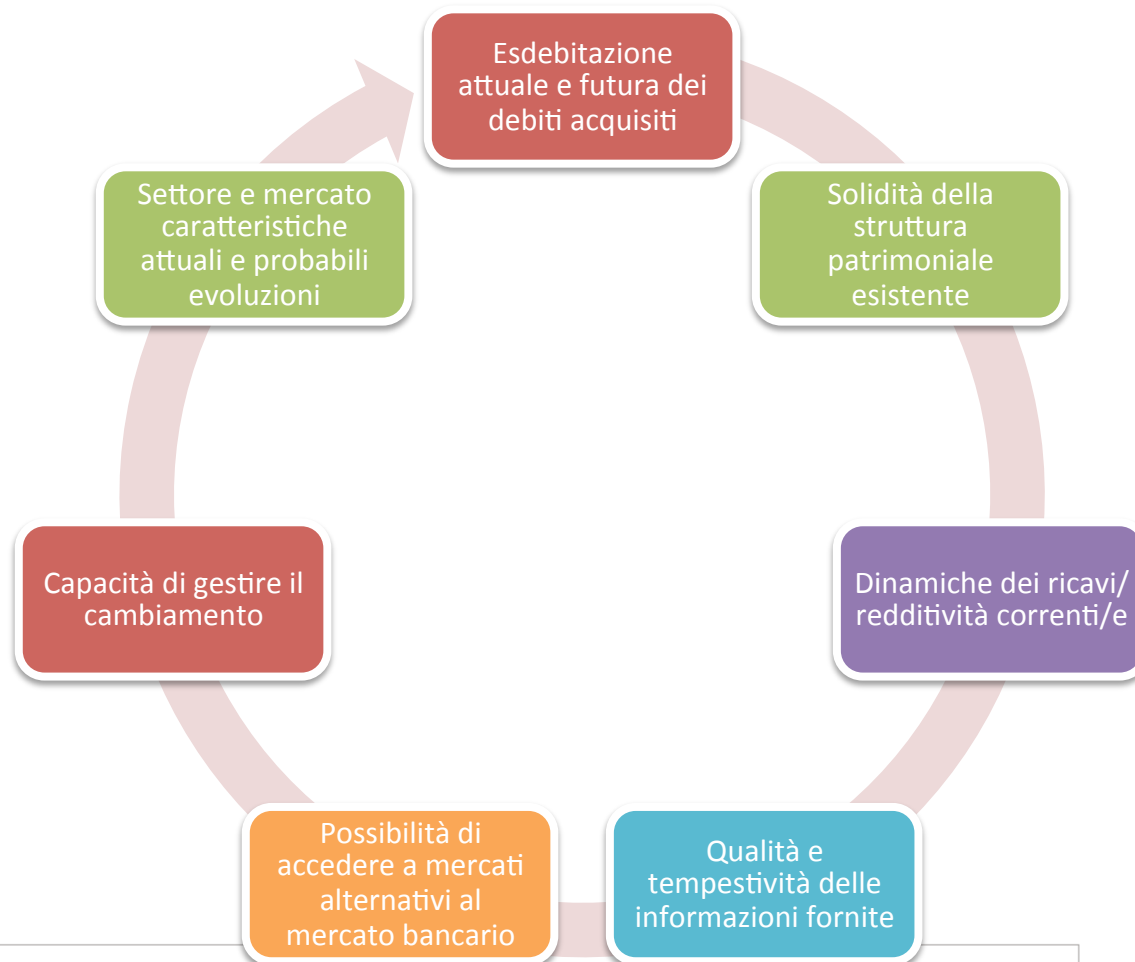 Esdebitazione
attuale e futura dei
debiti acquisiti
Solidità della
struttura
patrimoniale
esistente
Dinamiche dei ricavi/
redditività correnti/e
Qualità e
tempestività delle
informazioni fornite
Possibilità di
accedere a mercati
alternativi al
mercato bancario
Capacità di gestire il
cambiamento
Settore e mercato
caratteristiche
attuali e probabili
evoluzioni